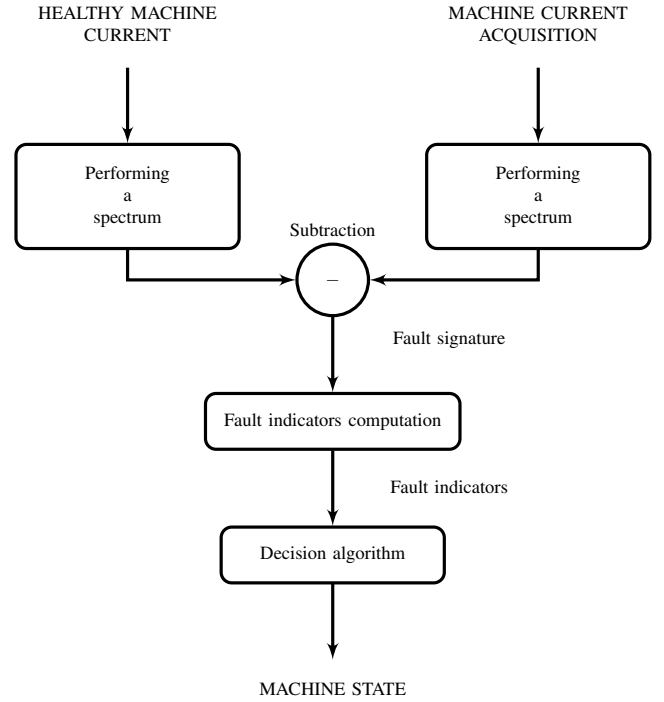 HEALTHY MACHINE
CURRENT
MACHINE CURRENT
ACQUISITION
Performing
a
spectrum
Performing
a
spectrum
Subtraction
−
Fault signature
Fault indicators computation
Fault indicators
Decision algorithm
MACHINE STATE